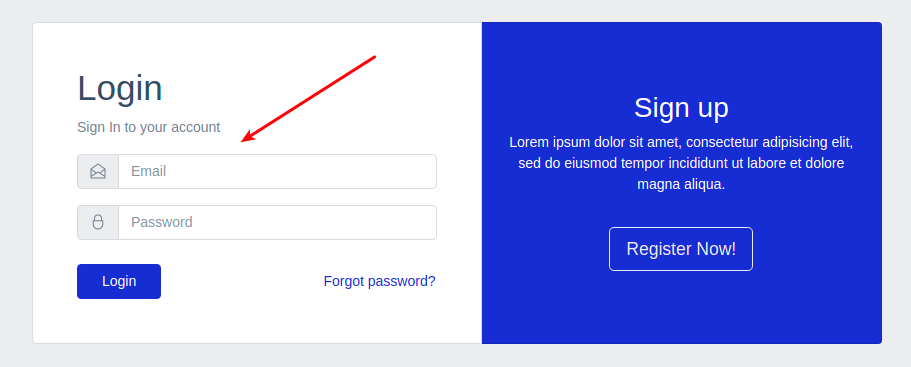 Login
Sign In to your account
Email
Password
Login
Forgot password?
Sign up
Lorem ipsum dolor sit amet, consectetur adipisicing elit,
sed do eiusmod tempor incididunt ut labore et dolore
magna aliqua.
Register Now!